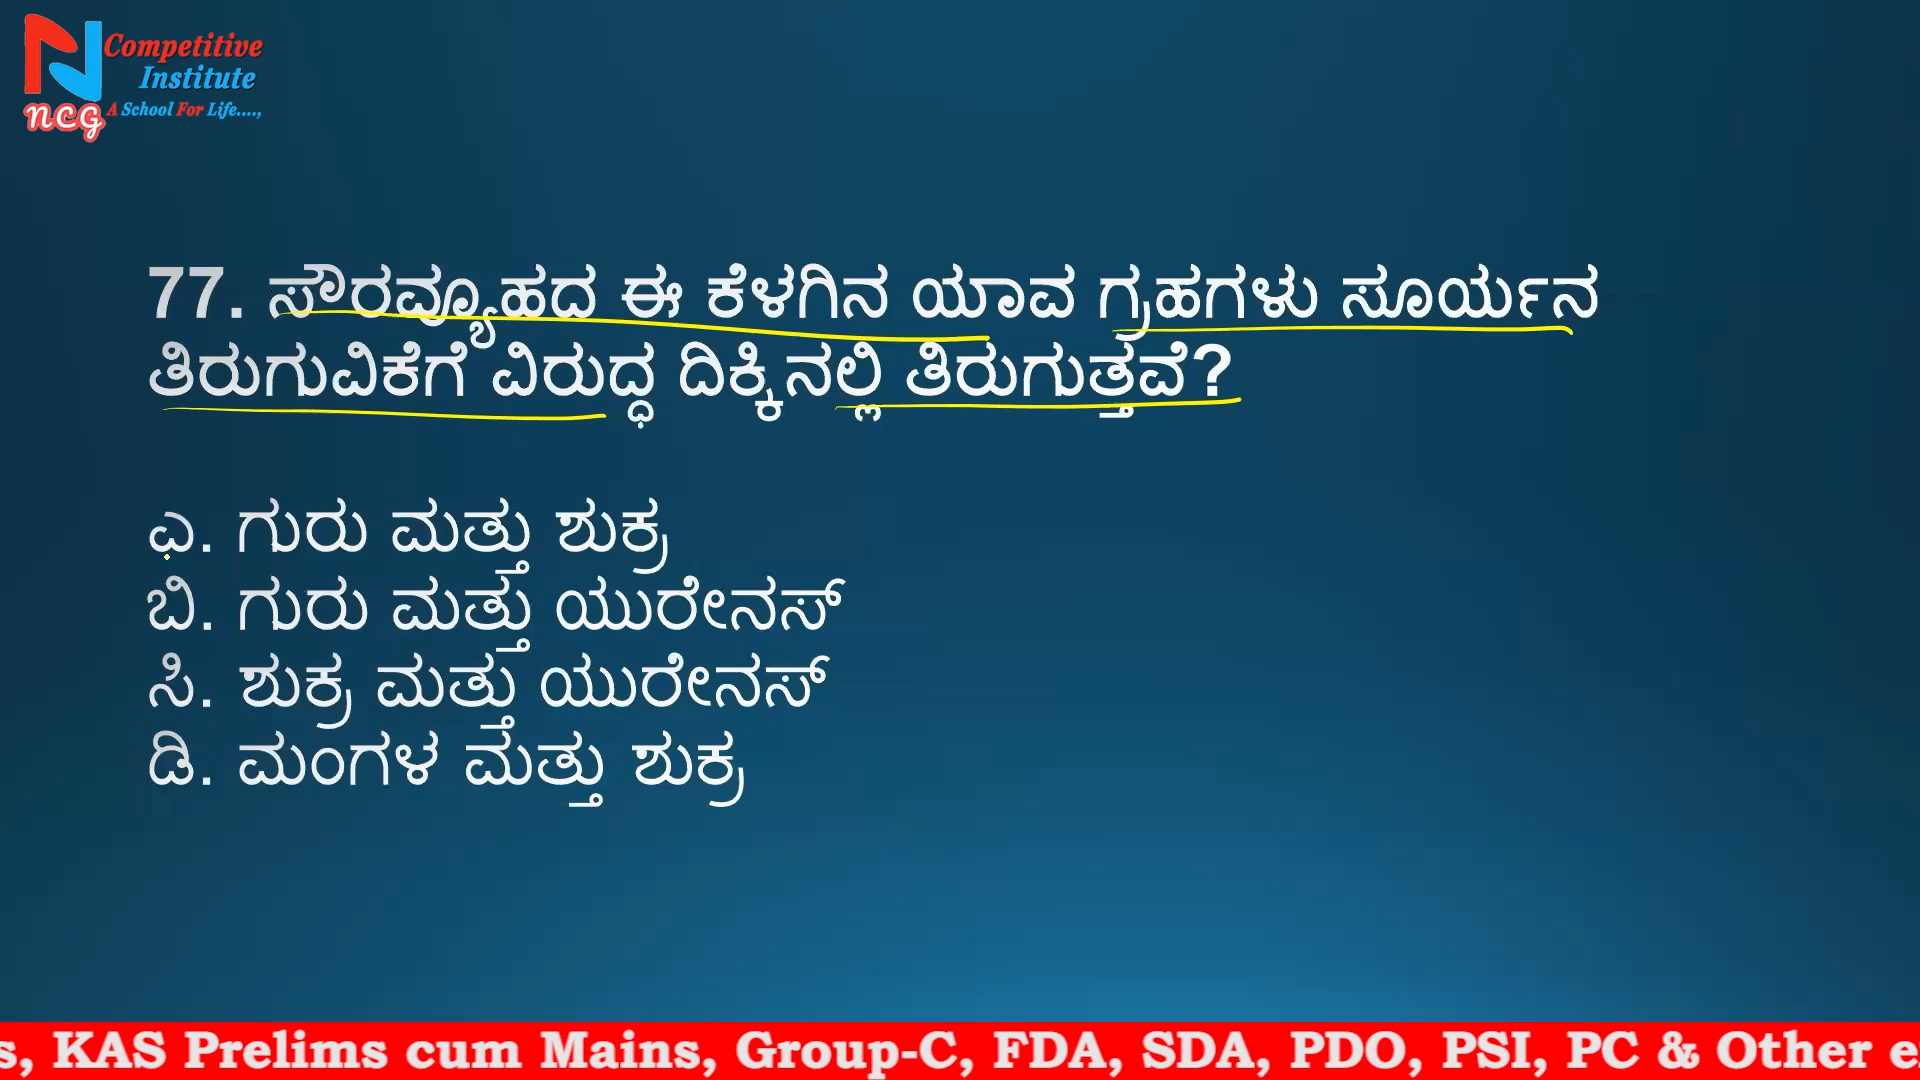 Competitive
Institute
ncg A School For Life....,
77. ಸೌರವ್ಯೂಹದ ಈ ಕೆಳಗಿನ ಯಾವ ಗ್ರಹಗಳು ಸೂರ್ಯನ
ತಿರುಗುವಿಕೆಗೆ ವಿರುದ್ಧ ದಿಕ್ಕಿನಲ್ಲಿ ತಿರುಗುತ್ತವೆ?
ಎ. ಗುರು ಮತ್ತು ಶುಕ್ರ
ಬಿ. ಗುರು ಮತ್ತು ಯುರೇನಸ್
ಸಿ. ಶುಕ್ರ ಮತ್ತು ಯುರೇನಸ್
ಡಿ. ಮಂಗಳ ಮತ್ತು ಶುಕ್ರ
s, KAS Prelims cum Mains, Group-C, FDA, SDA, PDO, PSI, PC & Other e